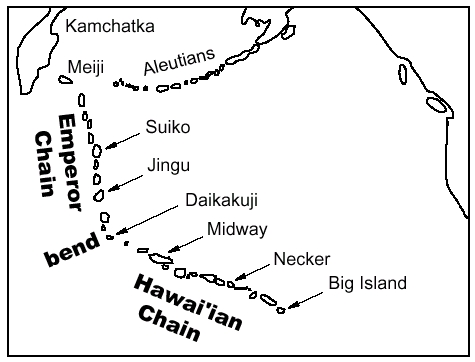 Kamchatka
Meiji
Aleutians
Suiko
Emperor
Chain
Jingu
Daikakuji
Midway
bend
Necker
Big Island
Hawai'ian
Chain